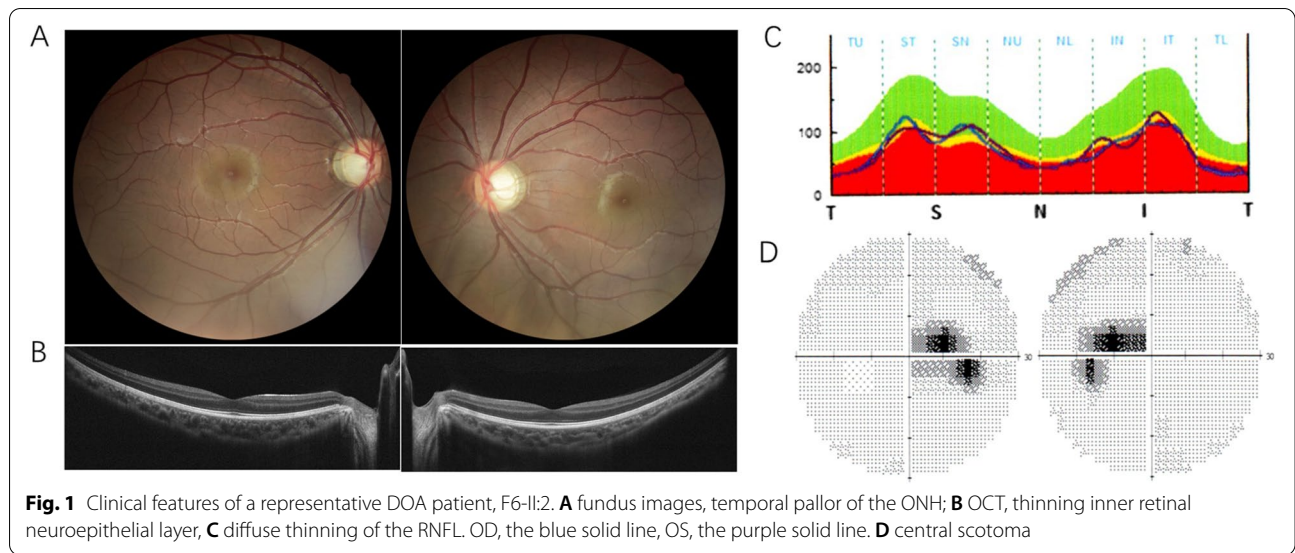 A
C
TU ST SN NU NL IN IT TL
200
100
0
T S N I T
B
D
30
30
Fig. 1 Clinical features of a representative DOA patient, F6-II:2. A fundus images, temporal pallor of the ONH; B OCT, thinning inner retinal
neuroepithelial layer, C diffuse thinning of the RNFL. OD, the blue solid line, OS, the purple solid line. D central scotoma